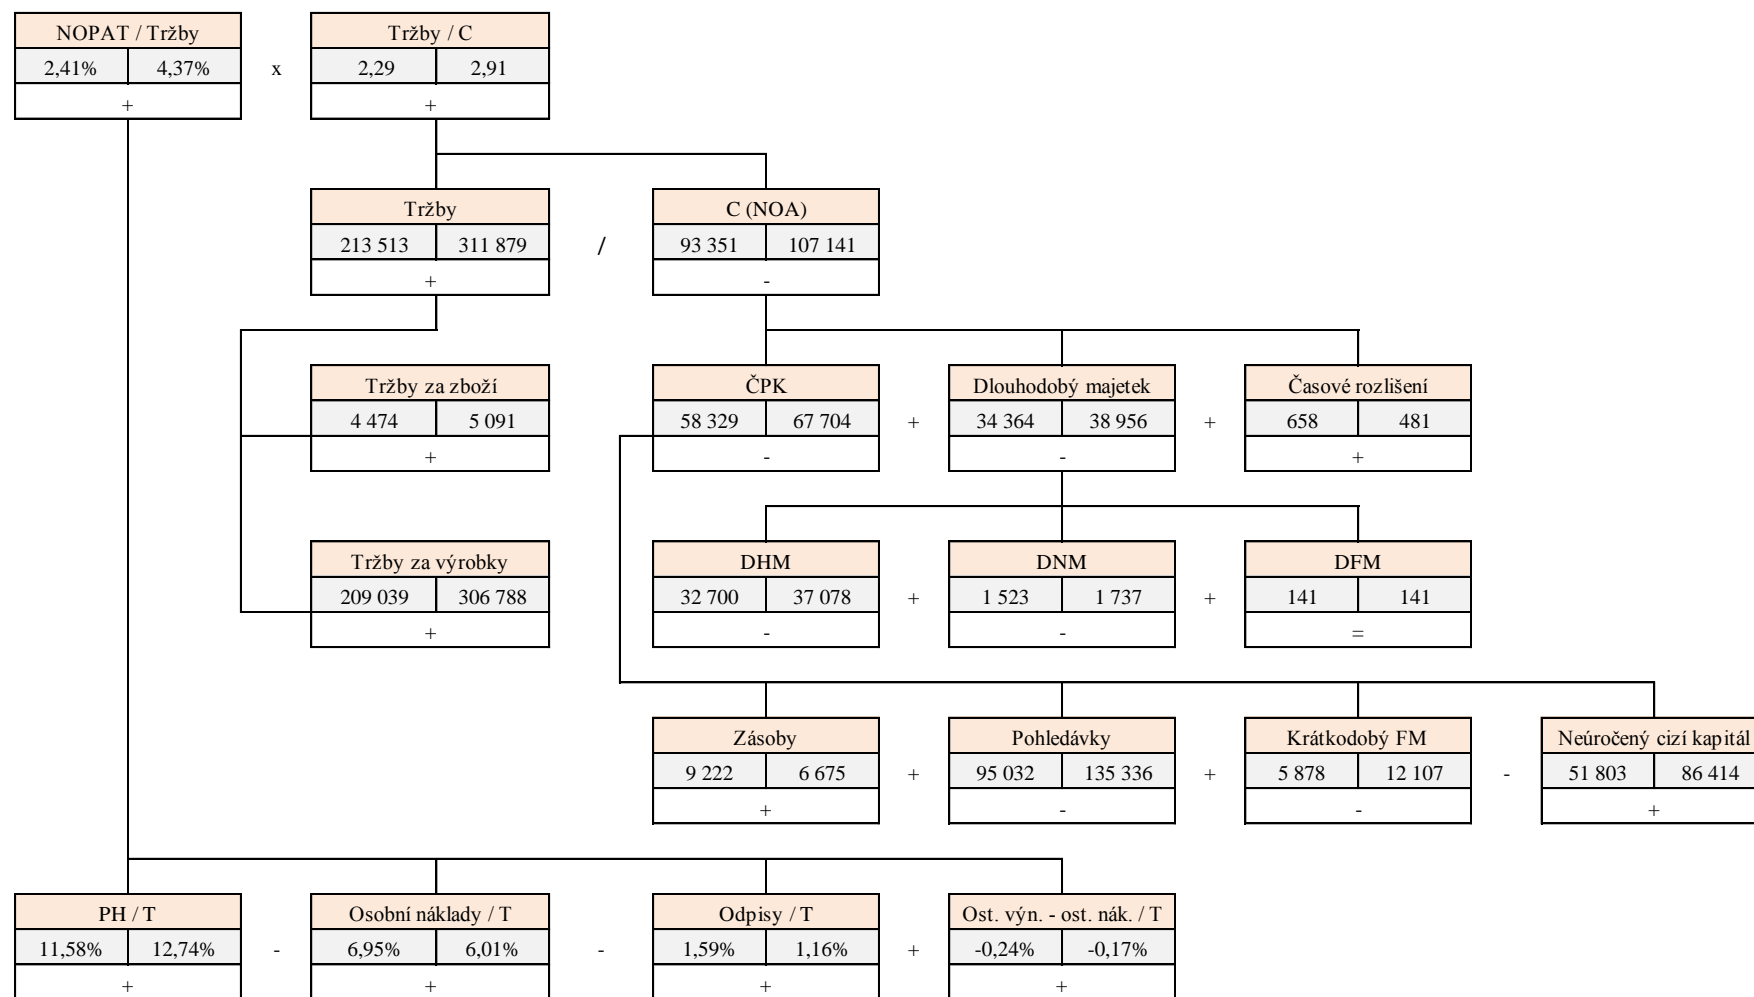 NOPAT / Tržby Tržby / C
2,41% 4,37% x 2,29 2,91
+ +
Tržby C (NOA)
213 513 311 879 / 93 351 107 141
+ -
Tržby za zboží ČPK Dlouhodobý majetek Časové rozlišení
4 474 5 091 58 329 67 704 + 34 364 38 956 + 658 481
+ - - +
Tržby za výrobky DHM DNM DFM
209 039 306 788 32 700 37 078 + 1 523 1 737 + 141 141
+ - - =
Zásoby Pohledávky Krátkodobý FM Neúročený cizí kapitál
9 222 6 675 + 95 032 135 336 + 5 878 12 107 - 51 803 86 414
+ - - +
PH / T Osobní náklady / T Odpisy / T Ost. výn. - ost. nák. / T
11,58% 12,74% - 6,95% 6,01% - 1,59% 1,16% + -0,24% -0,17%
+ + + +